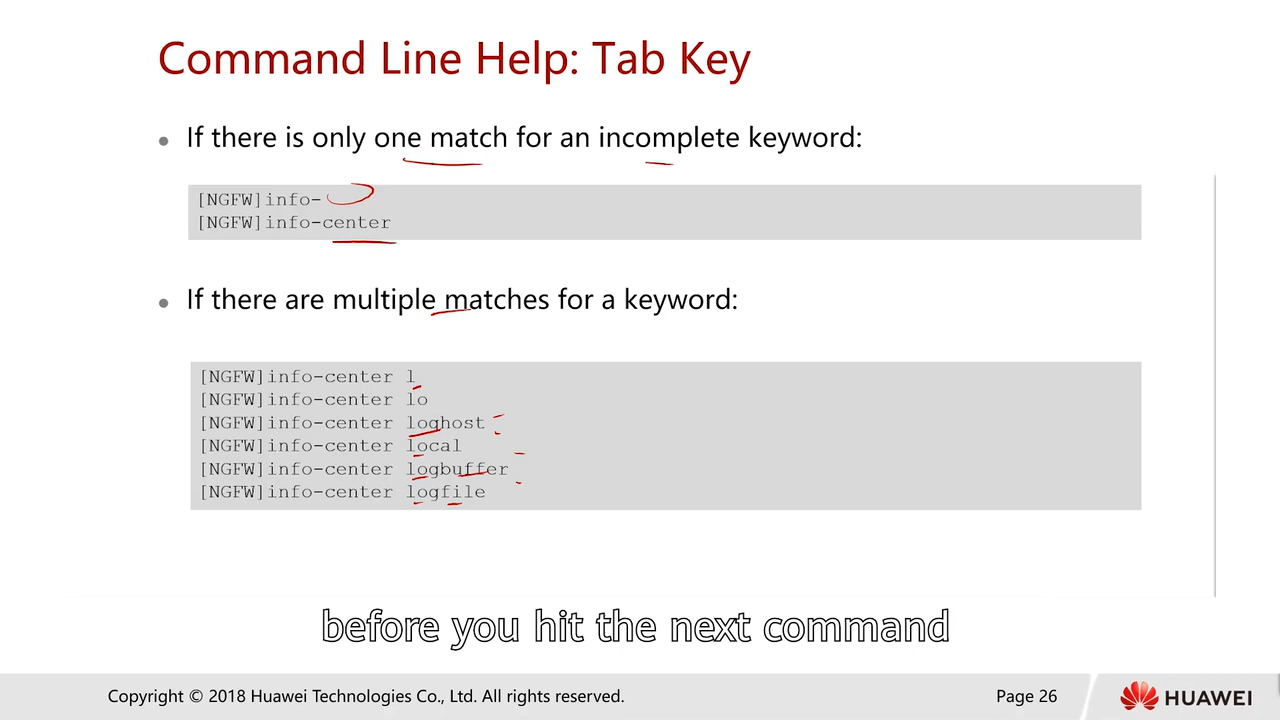 Command Line Help: Tab Key
● If there is only one match for an incomplete keyword:
[NGFW]info-
[NGFW]info-center
● If there are multiple matches for a keyword:
[NGFW]info-center l
[NGFW]info-center lo
[NGFW]info-center loghost
[NGFW]info-center local
[NGFW]info-center logbuffer
[NGFW]info-center logfile
before you hit the next command
Copyright © 2018 Huawei Technologies Co., Ltd. All rights reserved.
Page 26
HUAWEI